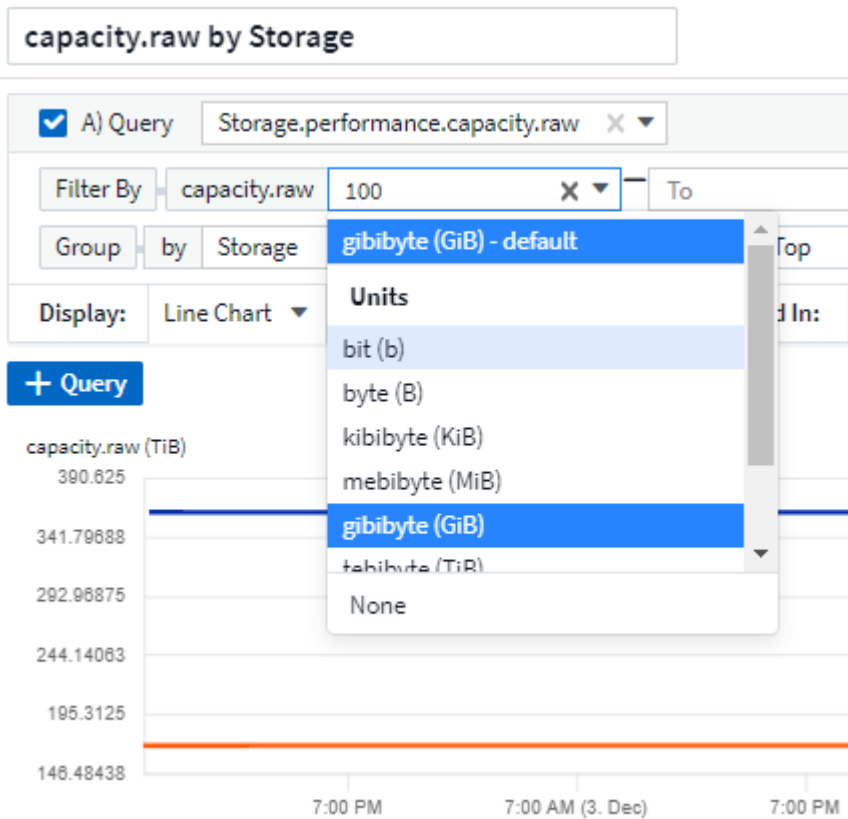 capacity.raw by Storage
A) Query Storage.performance.capacity.raw
Filter By capacity.raw 100 To
Group by Storage gibibyte (GiB) - default Top
Units
Display: Line Chart d In:
bit (b)
+ Query
byte (B)
kibibyte (KiB)
capacity.raw (TiB)
mebibyte (MiB)
390.625
gibibyte (GiB)
341.79688
tebibyte (TiB)
292.96875
None
244.14063
195.3125
146.48438
7:00 PM 7:00 AM (3. Dec) 7:00 PM